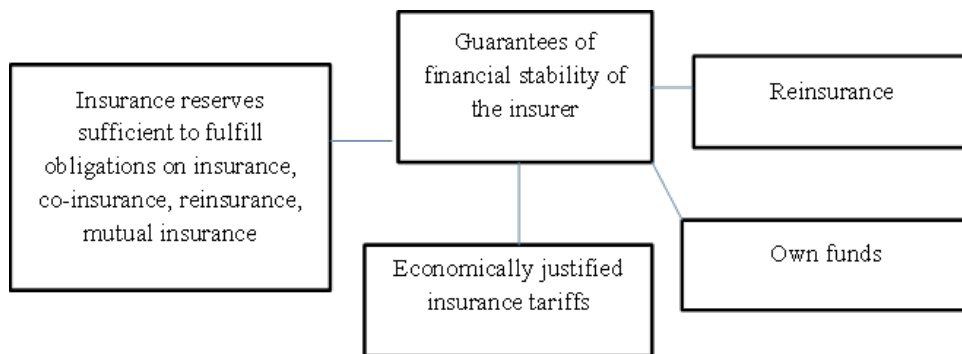 Guarantees of
financial stability of
the insurer
Insurance reserves
sufficient to fulfill
obligations on insurance,
co-insurance, reinsurance,
mutual insurance
Reinsurance
Own funds
Economically justified
insurance tariffs